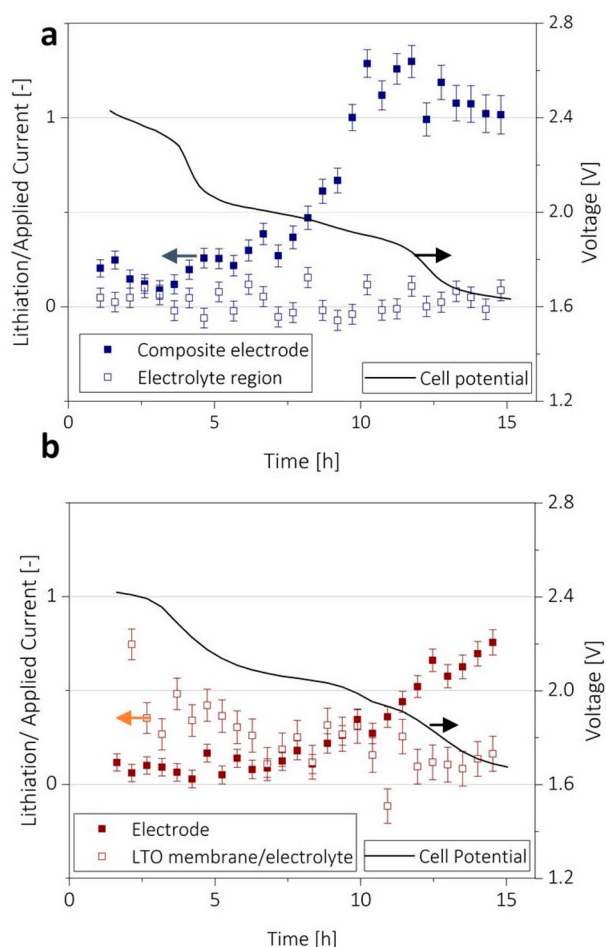 a
Lithiation/Applied Current [-]
1
0
2.8
2.4
2.0
1.6
1.2
Voltage [V]
Composite electrode
Electrolyte region
Cell potential
0 5 10 15
Time [h]
b
Lithiation/ Applied Current [-]
1
0
2.8
2.4
2.0
1.6
1.2
Voltage [V]
Electrode
LTO membrane/electrolyte
Cell Potential
0 5 10 15
Time [h]